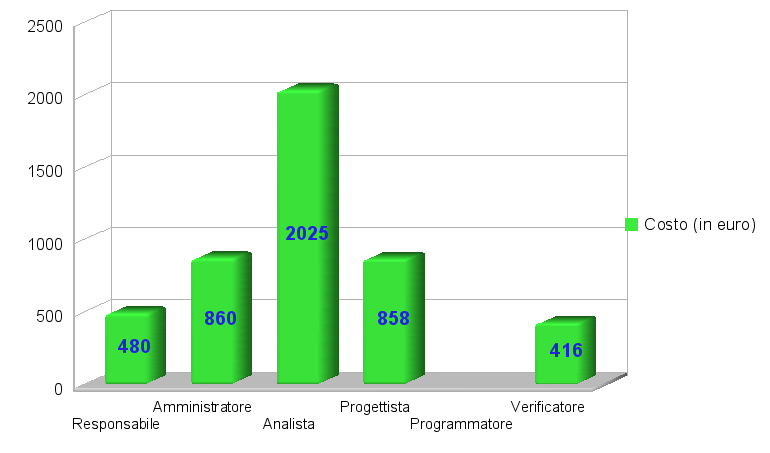 2500
2000
1500
1000
500
0
2025
860
858
480
416
Costo (in euro)
Amministratore
Progettista
Verificatore
Responsabile
Analista
Programmatore